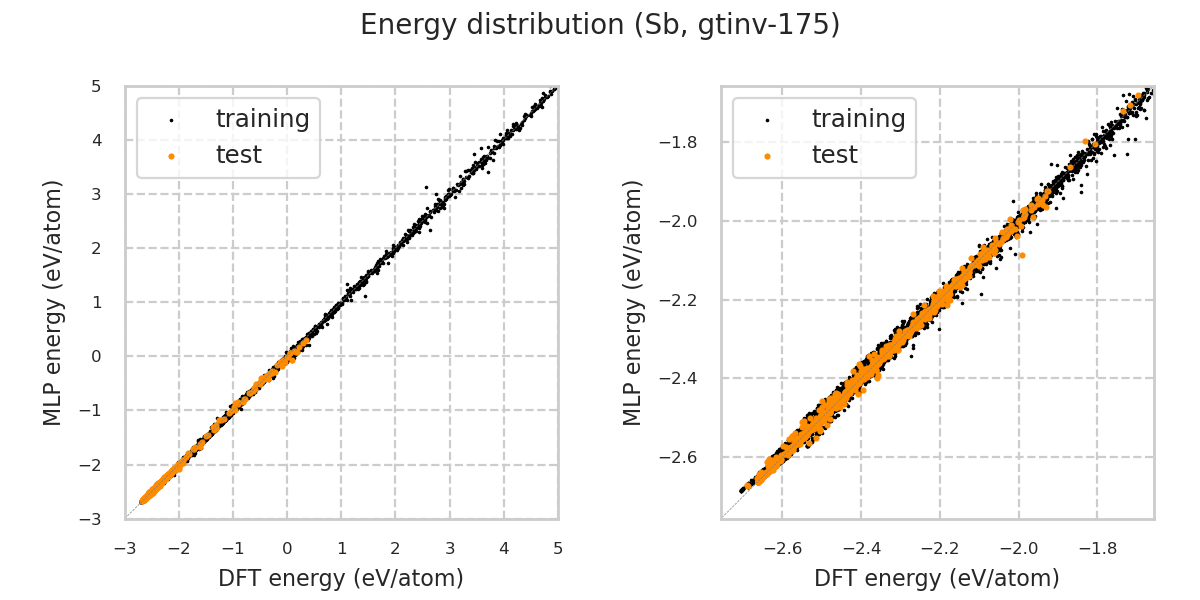 Energy distribution (Sb, gtinv-175)
5
4
3
2
1
0
−1
−2
−3
−3 −2 −1 0 1 2 3 4 5
MLP energy (eV/atom)
DFT energy (eV/atom)
training
test
−1.8
−2.0
−2.2
−2.4
−2.6
−2.6 −2.4 −2.2 −2.0 −1.8
MLP energy (eV/atom)
DFT energy (eV/atom)
training
test